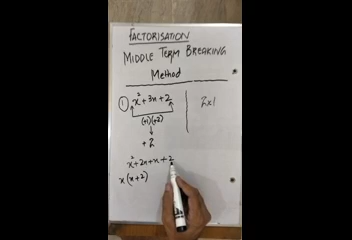 FACTORISATION
MIDDLE TERM BREAKING
Method
① x² + 3x + 2
2x1
(+1)(+2)
↓
+2
x² + 2x + x + 2
x(x+2)